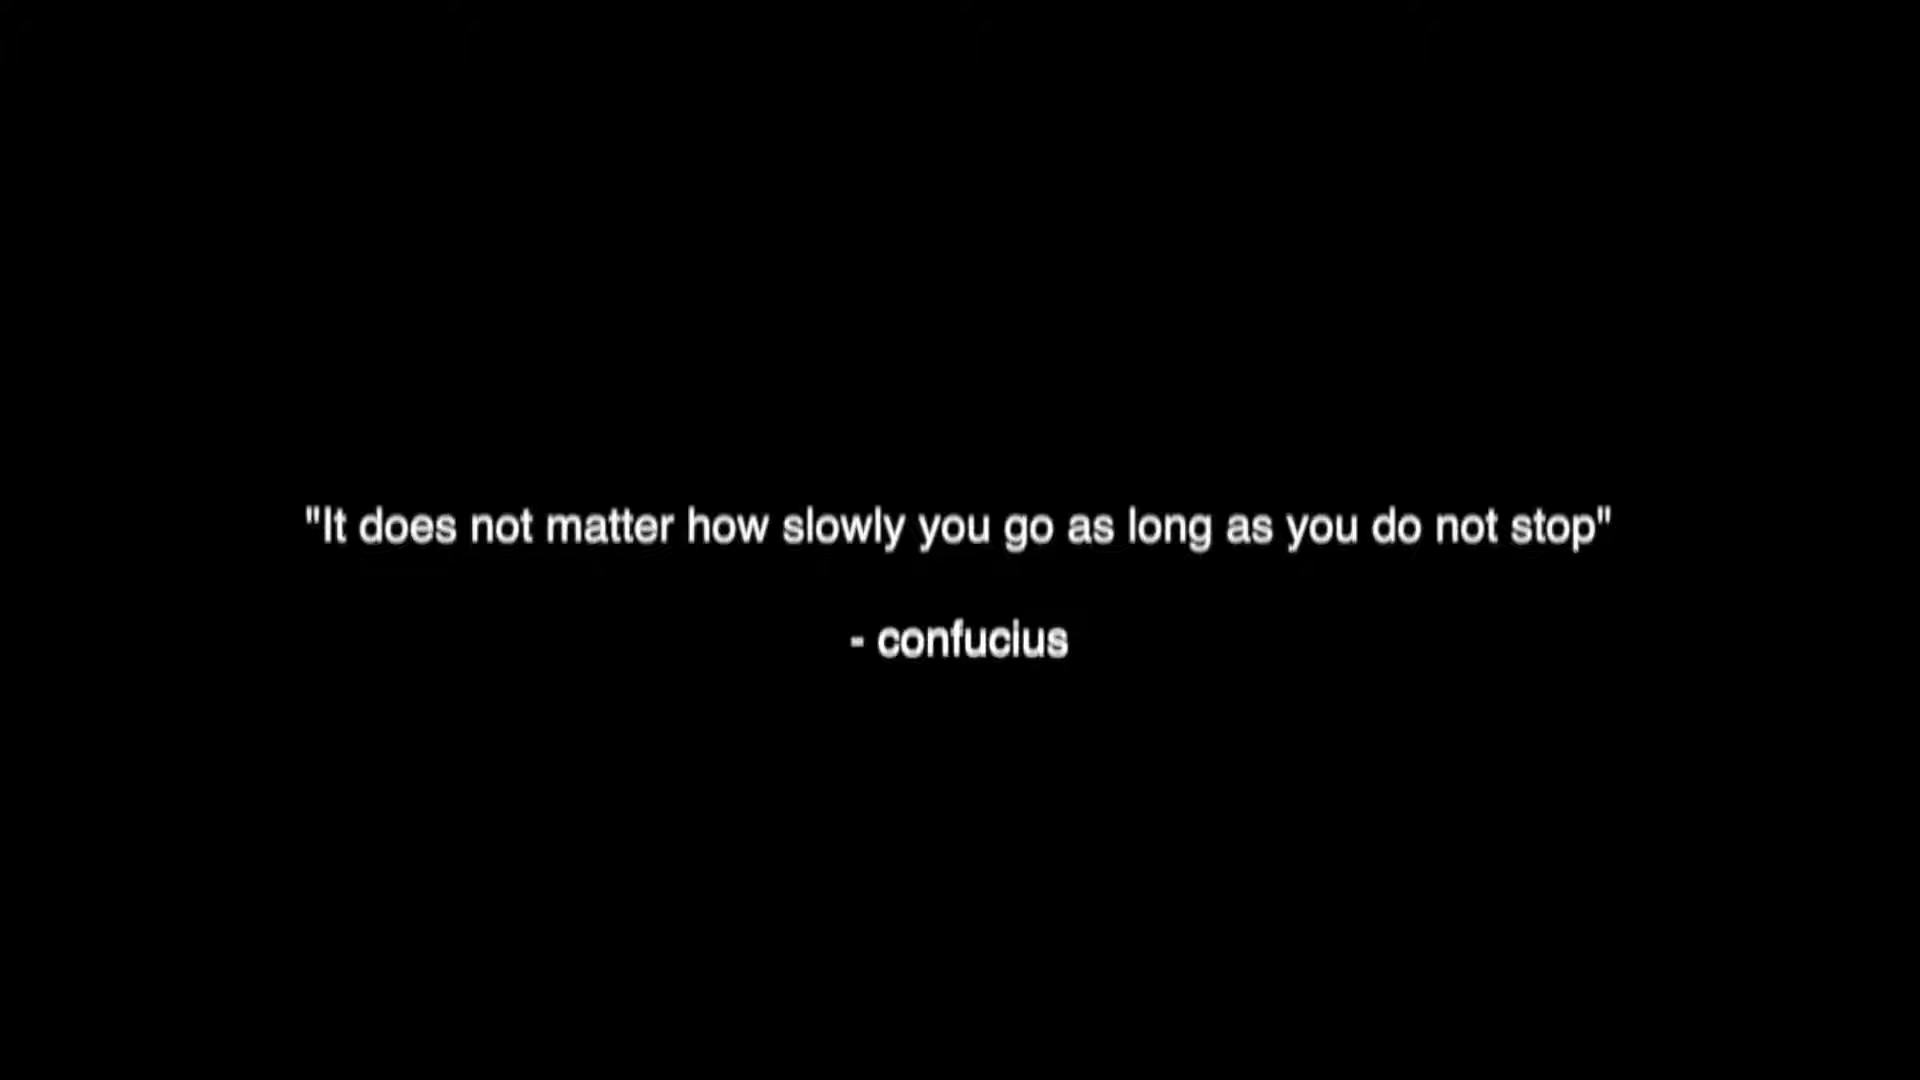 "It does not matter how slowly you go as long as you do not stop"
- confucius